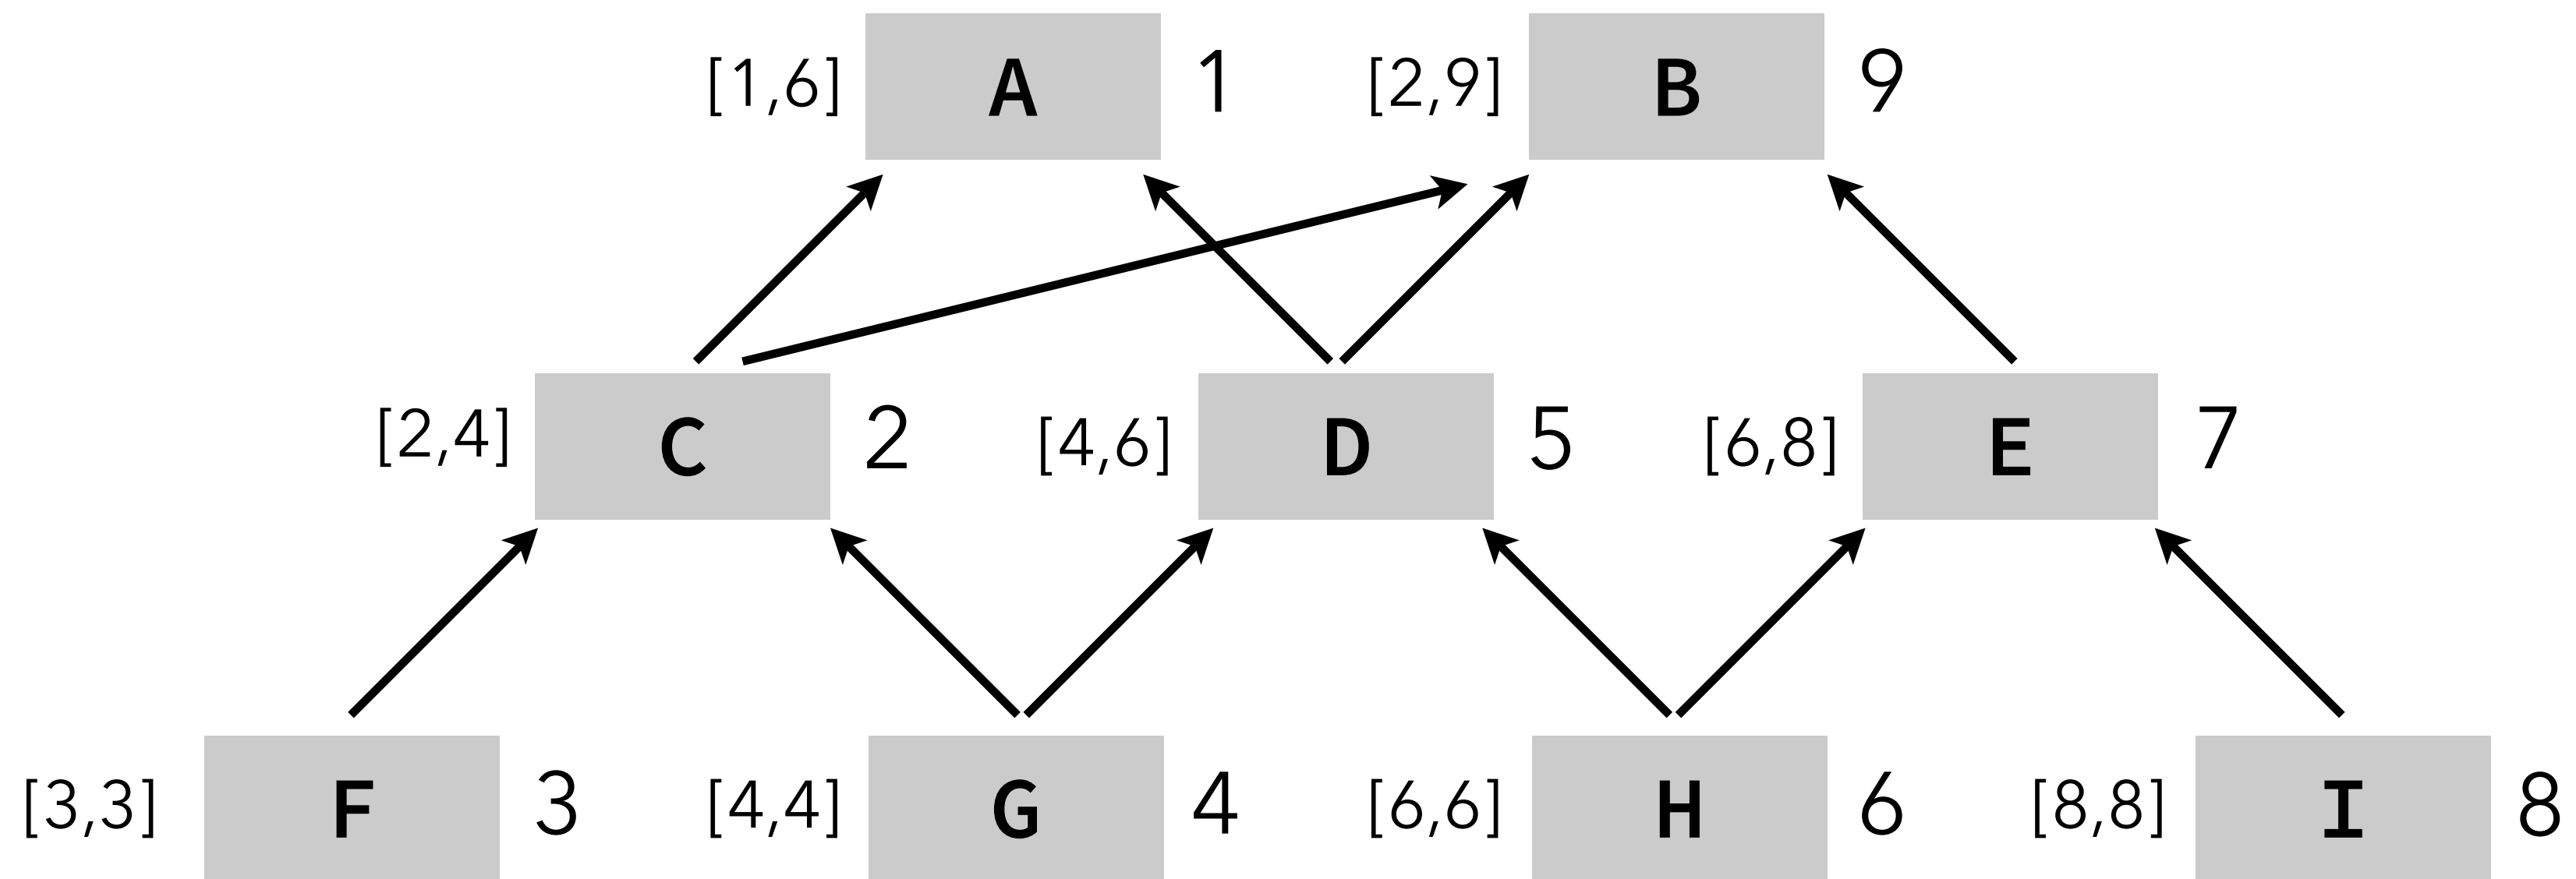 [1,6] A 1 [2,9] B 9
[2,4] C 2 [4,6] D 5 [6,8] E 7
[3,3] F 3 [4,4] G 4 [6,6] H 6 [8,8] I 8